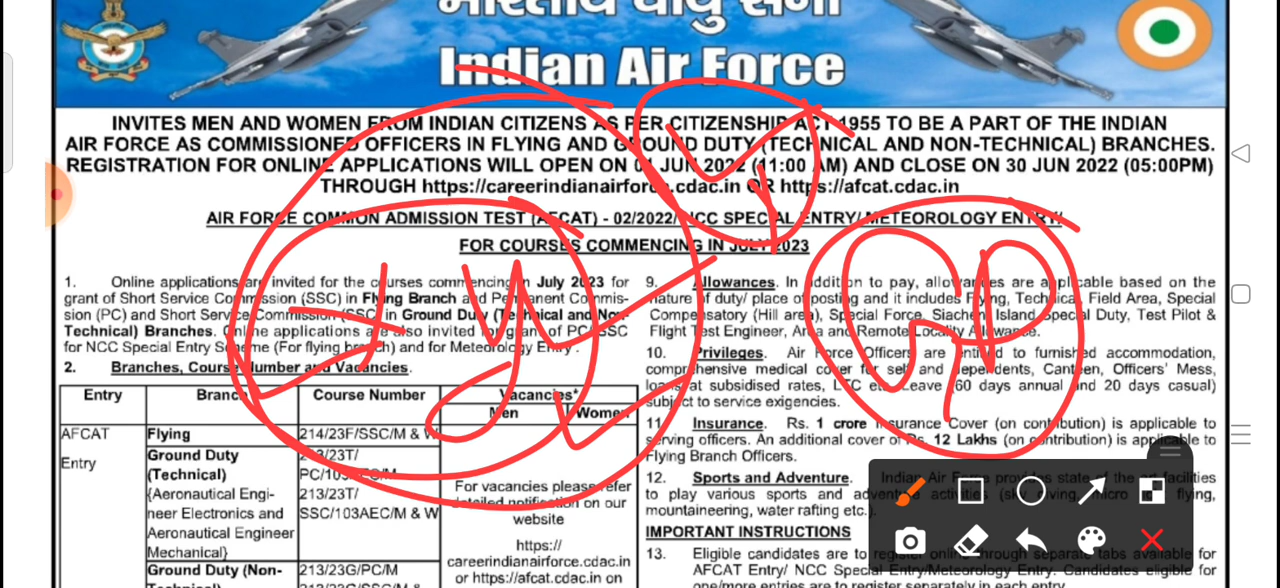 भारतीय वायु सेना
Indian Air Force
INVITES MEN AND WOMEN FROM INDIAN CITIZENS AS PER CITIZENSHIP ACT 1955 TO BE A PART OF THE INDIAN
AIR FORCE AS COMMISSIONED OFFICERS IN FLYING AND GROUND DUTY (TECHNICAL AND NON-TECHNICAL) BRANCHES.
REGISTRATION FOR ONLINE APPLICATIONS WILL OPEN ON 01 JUN 2022 (11:00 AM) AND CLOSE ON 30 JUN 2022 (05:00PM)
THROUGH https://careerindianairforce.cdac.in OR https://afcat.cdac.in
AIR FORCE COMMON ADMISSION TEST (AFCAT) - 02/2022/ NCC SPECIAL ENTRY/ METEOROLOGY ENTRY/
FOR COURSES COMMENCING IN JULY 2023
1. Online applications are invited for the courses commencing in July 2023 for
grant of Short Service Commission (SSC) in Flying Branch and Permanent Commis-
sion (PC) and Short Service Commission (SSC) in Ground Duty (Technical and Non-
Technical) Branches. Online applications are also invited for grant of PC/SSC
for NCC Special Entry Scheme (For flying branch) and for Meteorology Entry .
2. Branches, Course Number and Vacancies.
Entry Branch Course Number Vacancies*
Men Women
AFCAT Entry
Flying 214/23F/SSC/M & W
Ground Duty (Technical)
{Aeronautical Engi-
neer Electronics and
Aeronautical Engineer
Mechanical}
213/23T/
213/23T/
SSC/103AEC/M & W
Ground Duty (Non- 213/23G/PC/M
For vacancies please refer
detailed notification on our
website
https://
careerindianairforce.cdac.in
or https://afcat.cdac.in on
9. Allowances. In addition to pay, allowances are applicable based on the
nature of duty/ place of posting and it includes Flying, Technical, Field Area, Special
Compensatory (Hill area), Special Force, Siachen, Island Special Duty, Test Pilot &
Flight Test Engineer, Area and Remote Locality Allowance.
10. Privileges. Air Force Officers are entitled to furnished accommodation,
comprehensive medical cover for self and dependents, Canteen, Officers' Mess,
loans at subsidised rates, LTC etc. Leave (60 days annual and 20 days casual)
subject to service exigencies.
11. Insurance. Rs. 1 crore Insurance Cover (on contribution) is applicable to
serving officers. An additional cover of Rs. 12 Lakhs (on contribution) is applicable to
Flying Branch Officers.
12. Sports and Adventure. Indian Air Force provides state of the art facilities
to play various sports and adventure activities (sky diving, micro flying,
mountaineering, water rafting etc.).
IMPORTANT INSTRUCTIONS
13. Eligible candidates are to register online through separate tabs available for
AFCAT Entry/ NCC Special Entry/Meteorology Entry. Candidates eligible for
one/more entries are to register separately in each entry.